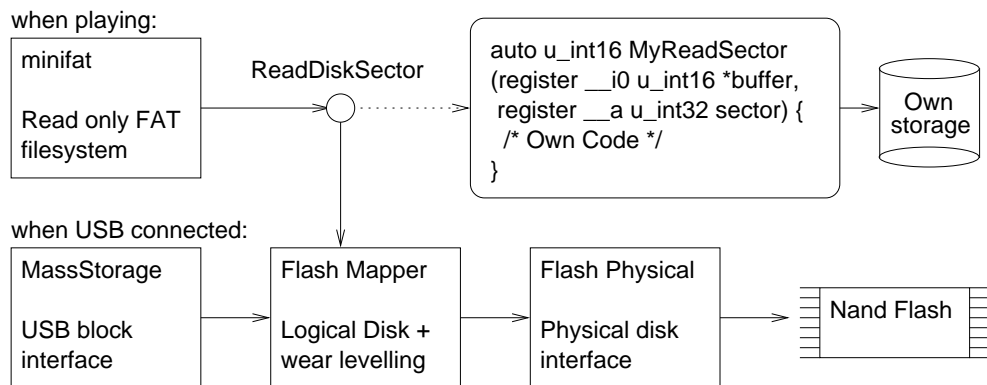 when playing:
minifat
Read only FAT
filesystem
ReadDiskSector
auto u_int16 MyReadSector
(register __i0 u_int16 *buffer,
register __a u_int32 sector) {
/* Own Code */
}
Own
storage
when USB connected:
MassStorage
USB block
interface
Flash Mapper
Logical Disk +
wear levelling
Flash Physical
Physical disk
interface
Nand Flash